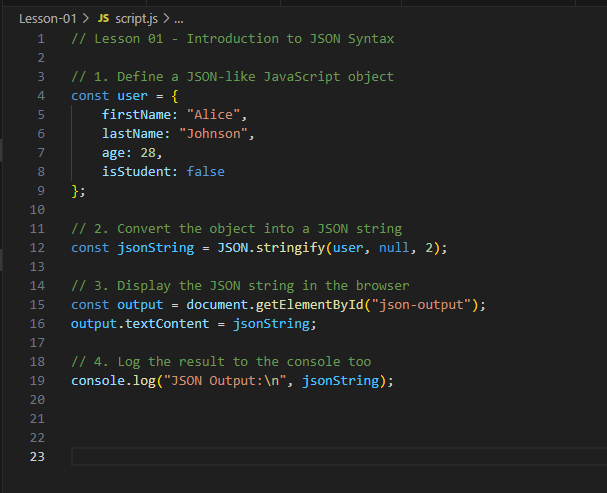 Lesson-01 > JS script.js > ...
1 // Lesson 01 - Introduction to JSON Syntax
2
3 // 1. Define a JSON-like JavaScript object
4 const user = {
5     firstName: "Alice",
6     lastName: "Johnson",
7     age: 28,
8     isStudent: false
9 };
10
11 // 2. Convert the object into a JSON string
12 const jsonString = JSON.stringify(user, null, 2);
13
14 // 3. Display the JSON string in the browser
15 const output = document.getElementById("json-output");
16 output.textContent = jsonString;
17
18 // 4. Log the result to the console too
19 console.log("JSON Output:\n", jsonString);
20
21
22
23